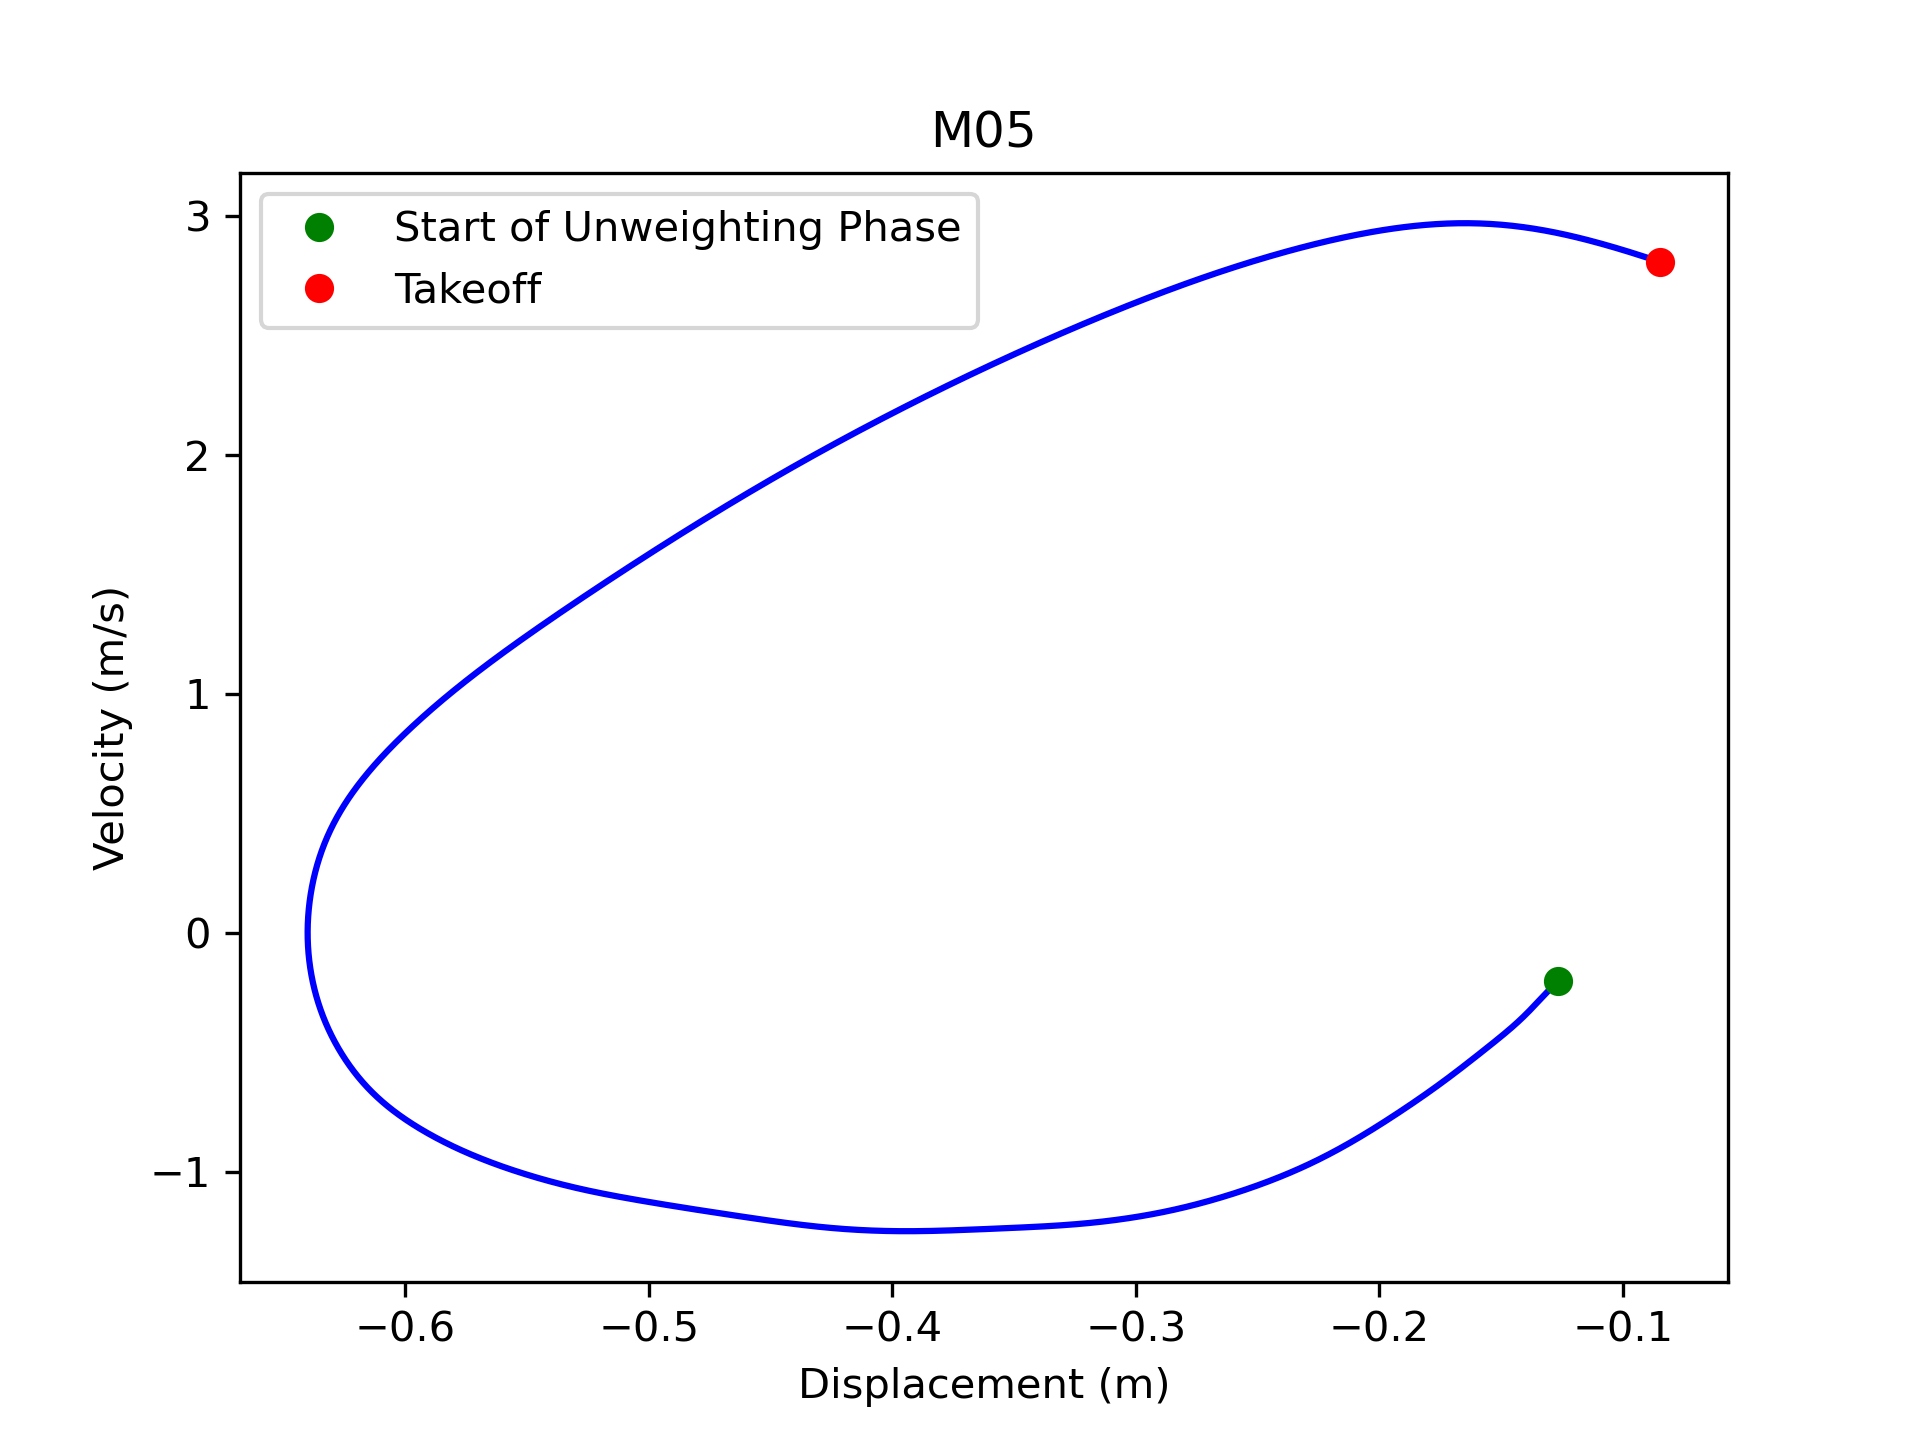 M05
Start of Unweighting Phase
Takeoff
3
2
1
0
−1
Velocity (m/s)
−0.6 −0.5 −0.4 −0.3 −0.2 −0.1
Displacement (m)